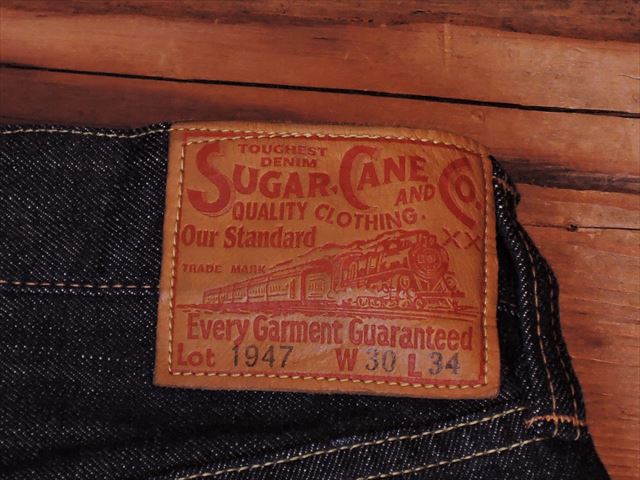 TOUGHEST
DENIM
SUGAR CANE AND CO.
QUALITY CLOTHING.
Our Standard XX
TRADE MARK
Every Garment Guaranteed
Lot 1947 W 30 L 34